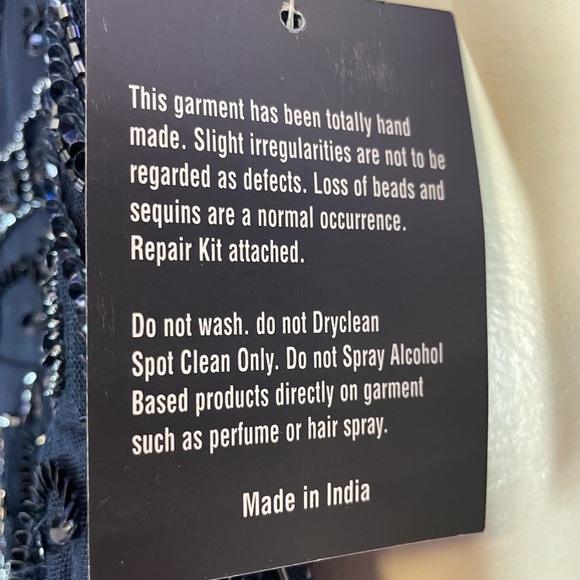 This garment has been totally hand
made. Slight irregularities are not to be
regarded as defects. Loss of beads and
sequins are a normal occurrence.
Repair Kit attached.
Do not wash. do not Dryclean
Spot Clean Only. Do not Spray Alcohol
Based products directly on garment
such as perfume or hair spray.
Made in India